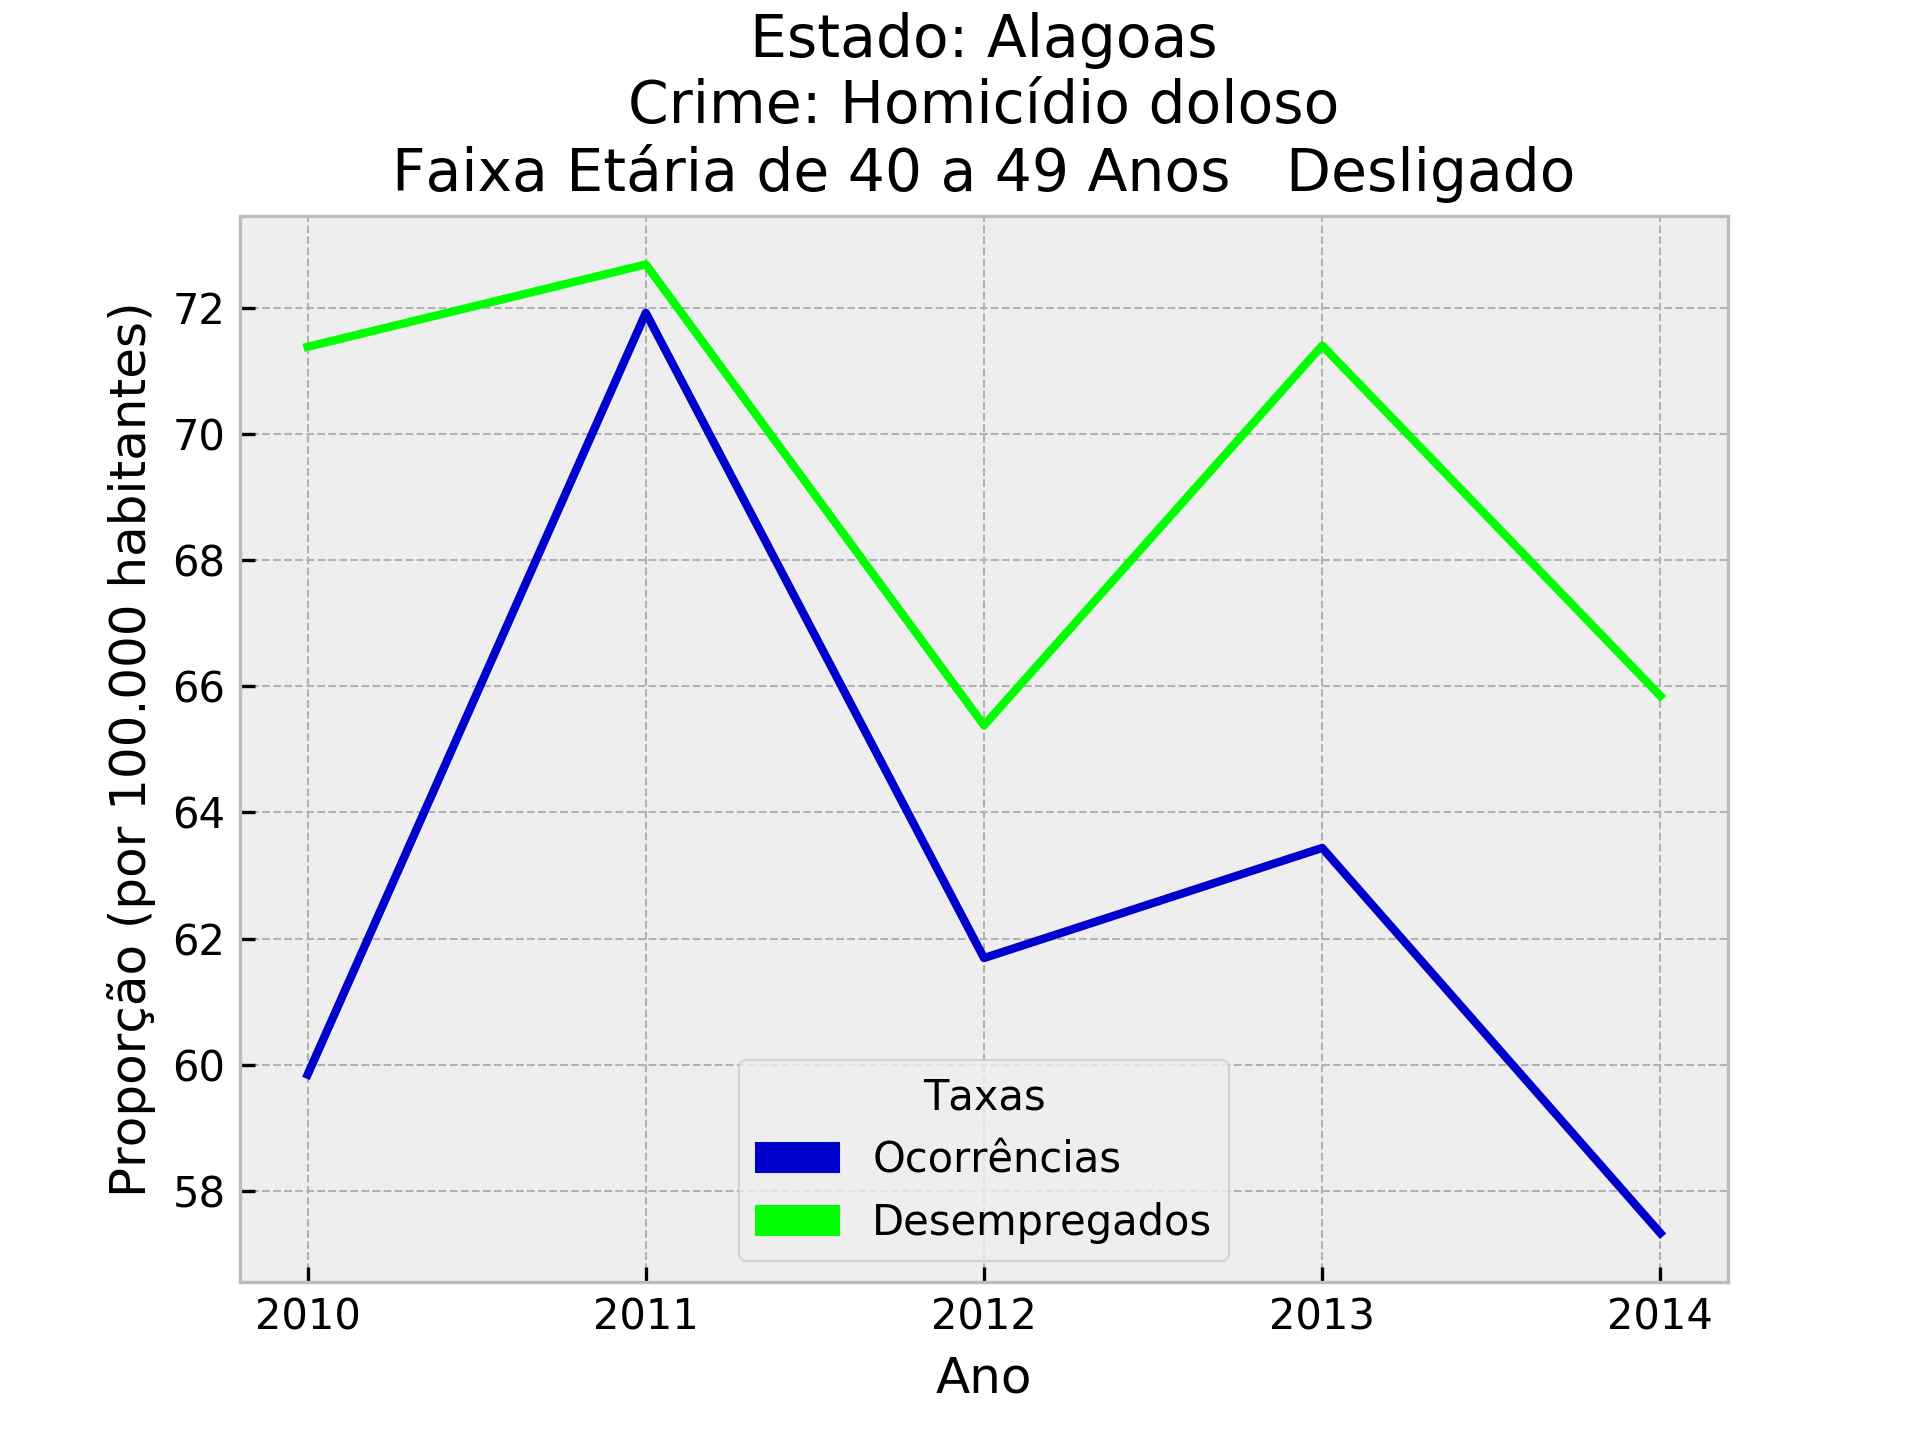 Estado: Alagoas
Crime: Homicídio doloso
Faixa Etária de 40 a 49 Anos   Desligado
Proporção (por 100.000 habitantes)
72
70
68
66
64
62
60
58
Taxas
Ocorrências
Desempregados
2010 2011 2012 2013 2014
Ano